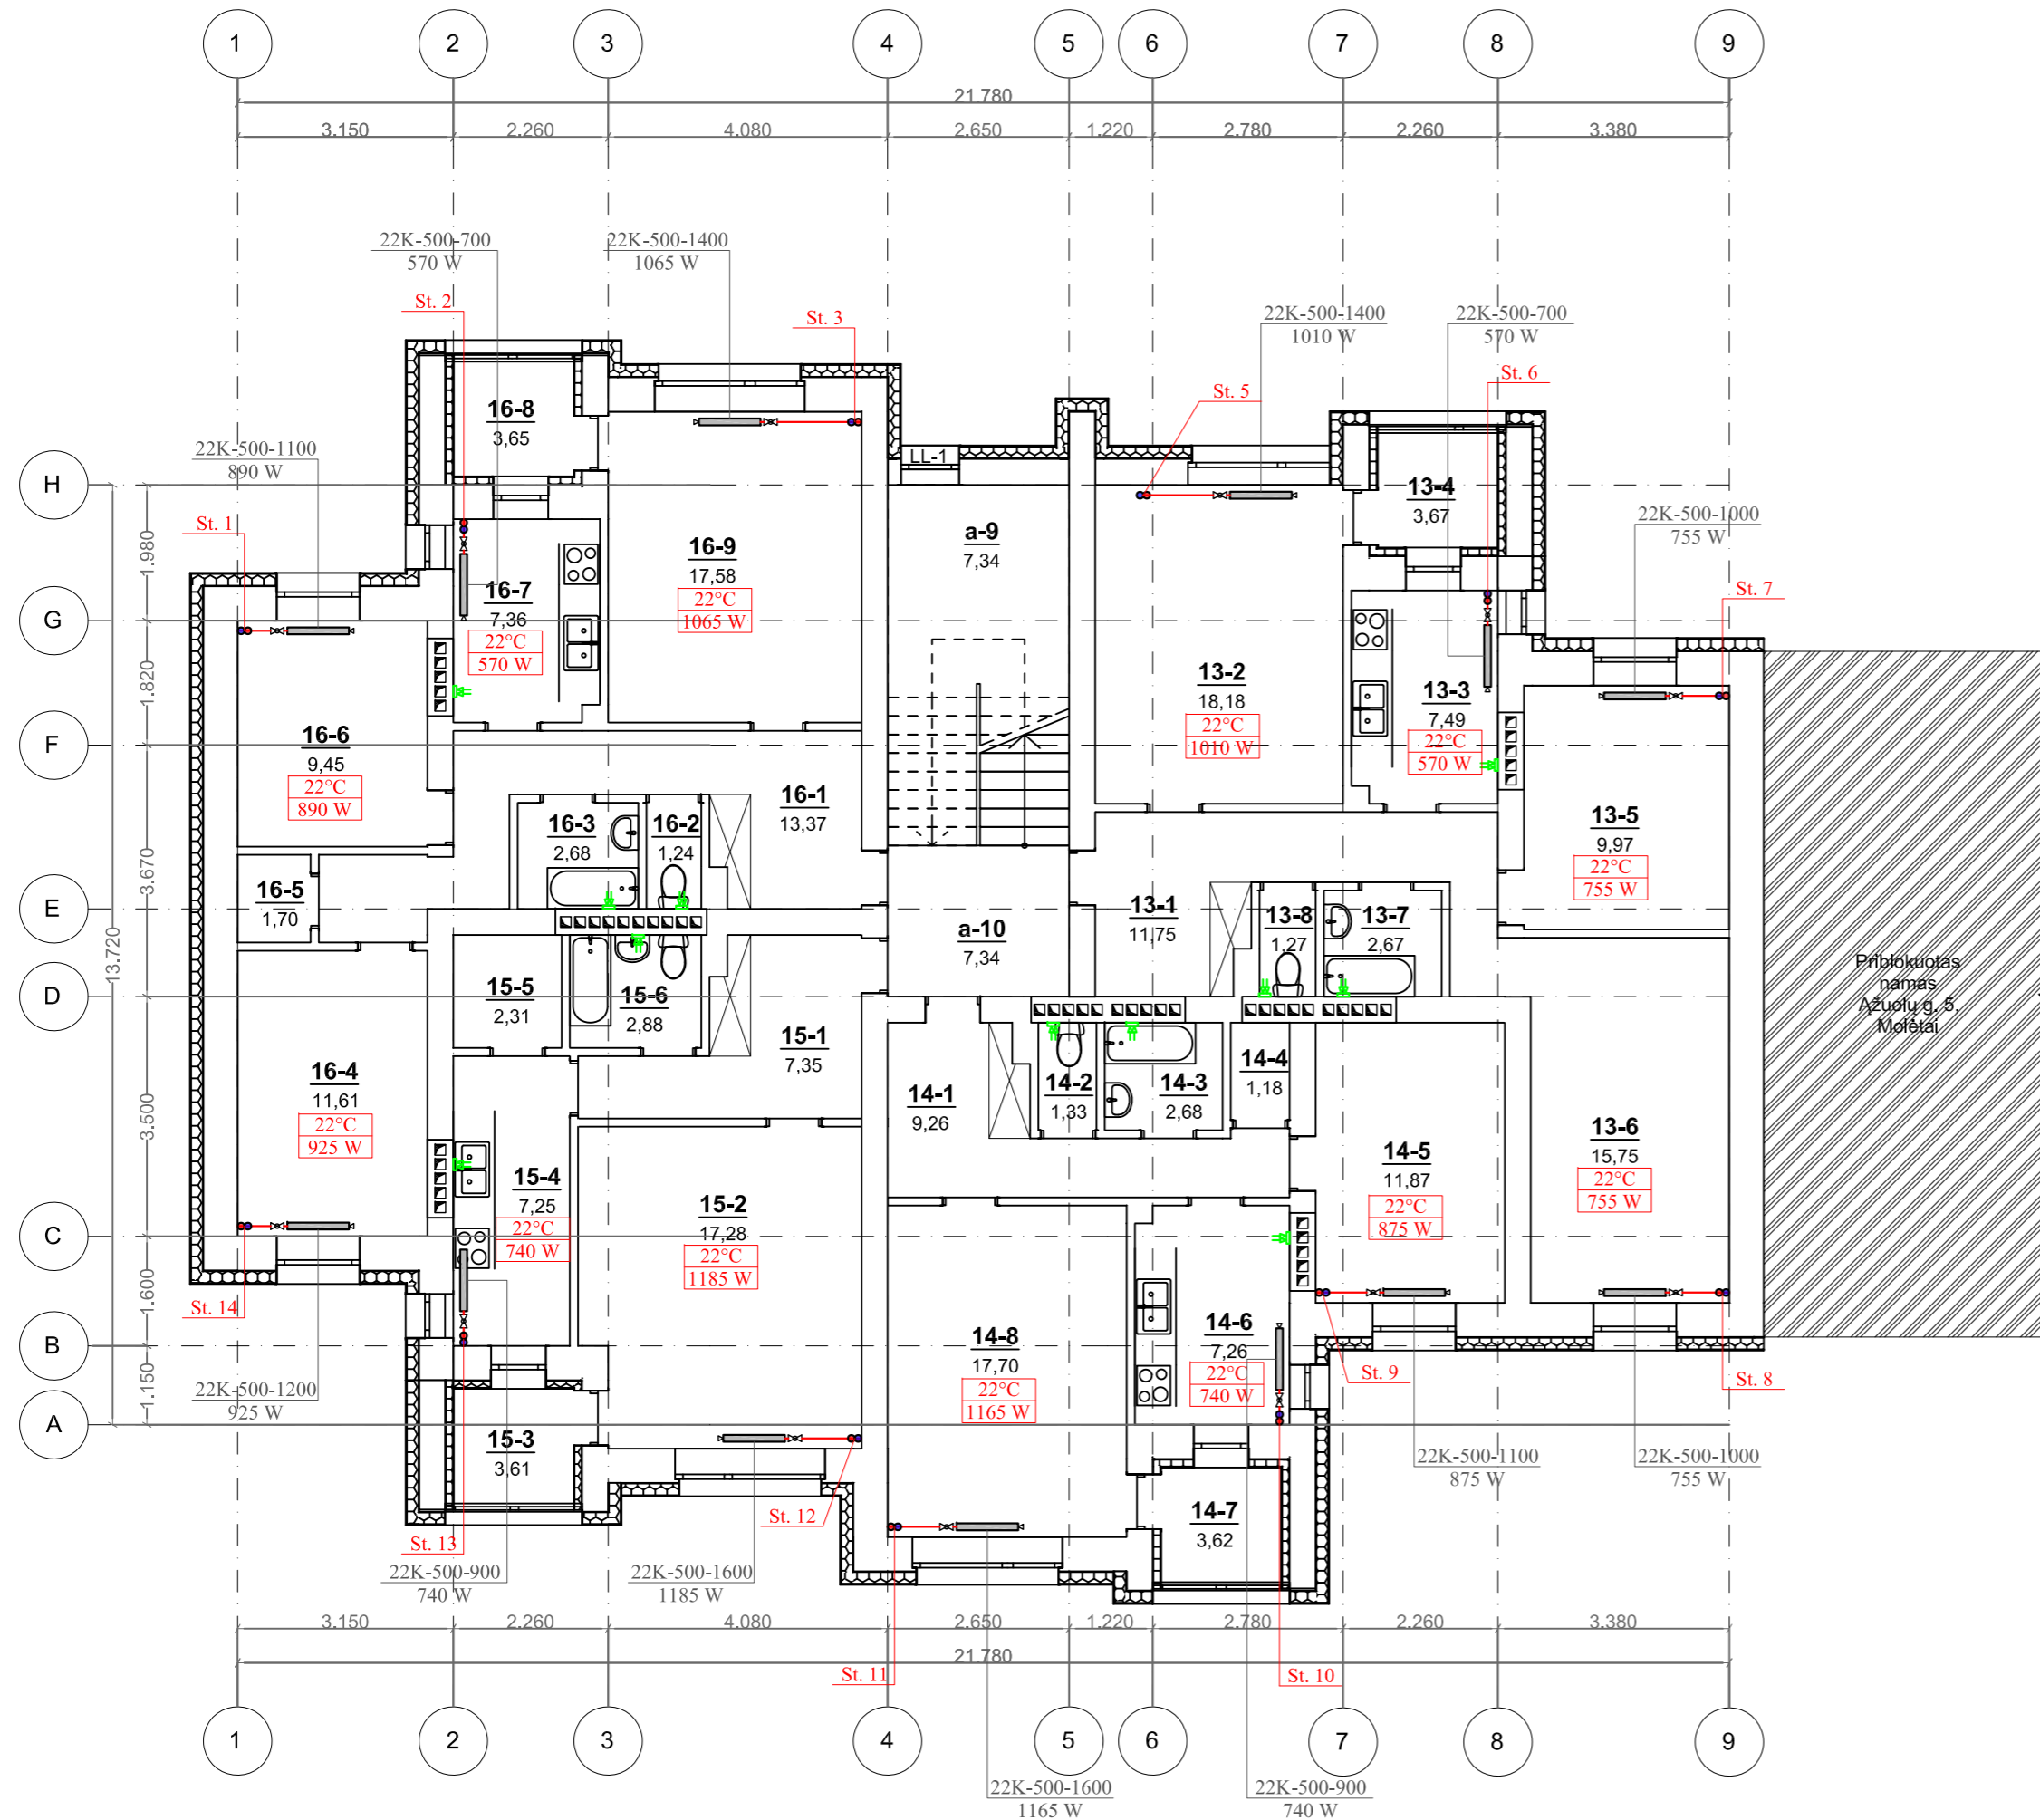 1 2 3 4 5 6 7 8 9
21.780
3.150 2.260 4.080 2.650 1.220 2.780 2.260 3.380
22K-500-700
570 W
22K-500-1400
1065 W
St. 2
St. 3
22K-500-1400
1010 W
22K-500-700
570 W
St. 5
St. 6
22K-500-1100
890 W
St. 1
16-8
3,65
LL-1
13-4
3,67
22K-500-1000
755 W
St. 7
H
G
F
E
D
C
B
A
1.980
1.820
3.670
3.500
1.600
1.150
13.720
16-7
7,36
22°C
570 W
16-9
17,58
22°C
1065 W
a-9
7,34
13-2
18,18
22°C
1010 W
13-3
7,49
22°C
570 W
16-6
9,45
22°C
890 W
16-1
13,37
16-3
2,68
16-2
1,24
13-5
9,97
22°C
755 W
16-5
1,70
a-10
7,34
13-1
11,75
13-8
1,27
13-7
2,67
15-5
2,31
15-6
2,88
15-1
7,35
Priblokuotas
namas
Ąžuolų g. 5,
Molėtai
16-4
11,61
22°C
925 W
14-1
9,26
14-2
1,33
14-3
2,68
14-4
1,18
14-5
11,87
22°C
875 W
13-6
15,75
22°C
755 W
15-4
7,25
22°C
740 W
15-2
17,28
22°C
1185 W
14-8
17,70
22°C
1165 W
14-6
7,26
22°C
740 W
St. 14
St. 9
St. 8
22K-500-1200
925 W
15-3
3,61
14-7
3,62
22K-500-1100
875 W
22K-500-1000
755 W
St. 13
St. 12
22K-500-900
740 W
22K-500-1600
1185 W
3.150 2.260 4.080 2.650 1.220 2.780 2.260 3.380
21.780
St. 11
St. 10
1 2 3 4 5 6 7 8 9
22K-500-1600
1165 W
22K-500-900
740 W